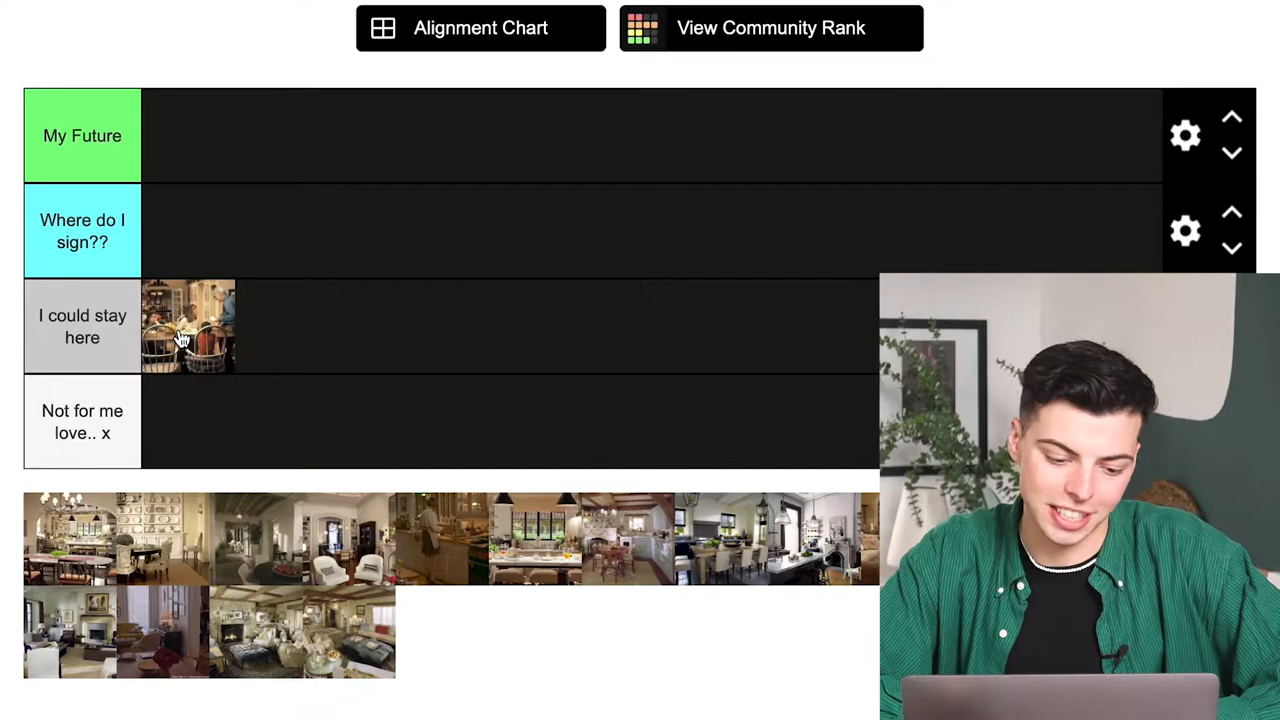 Alignment Chart
View Community Rank
My Future
Where do I
sign??
I could stay
here
Not for me
love.. x